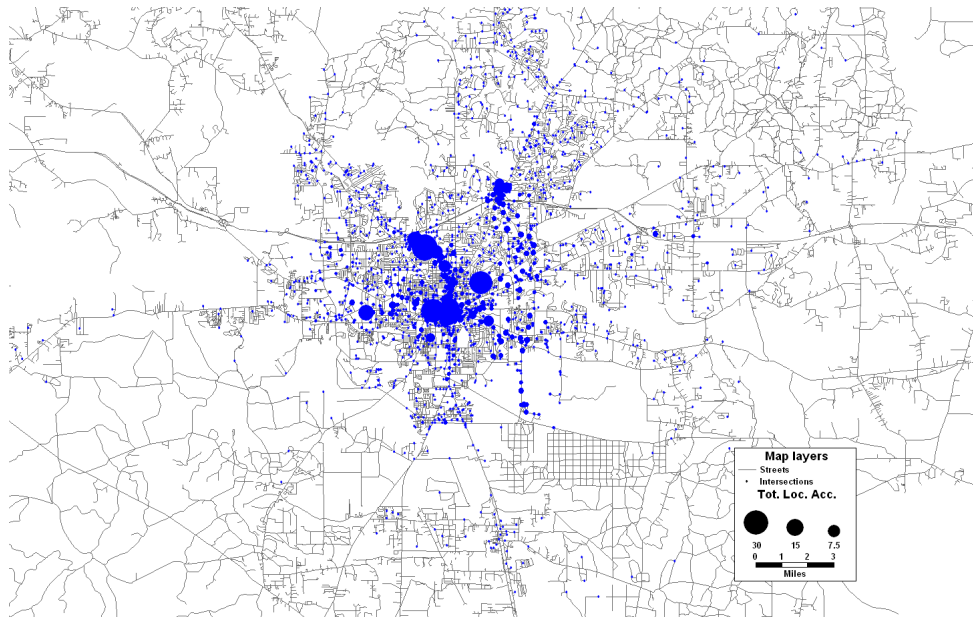 Map layers
Streets
Intersections
Tot. Loc. Acc.
30 15 7.5
0 1 2 3
Miles